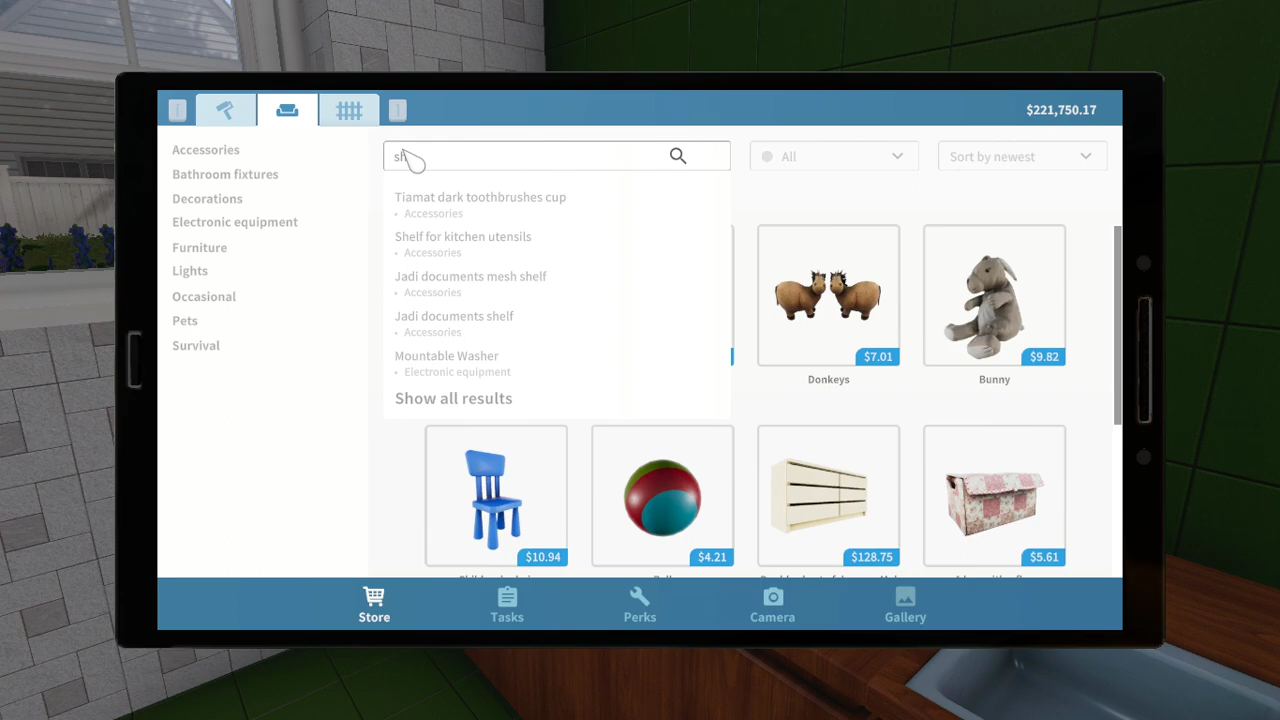 $221,750.17
Accessories
Bathroom fixtures
Decorations
Electronic equipment
Furniture
Lights
Occasional
Pets
Survival
sh
All
Sort by newest
Tiamat dark toothbrushes cup
• Accessories
Shelf for kitchen utensils
• Accessories
Jadi documents mesh shelf
• Accessories
Jadi documents shelf
• Accessories
Mountable Washer
• Electronic equipment
Show all results
$7.01
Donkeys
$9.82
Bunny
$10.94
$4.21
$128.75
$5.61
Store
Tasks
Perks
Camera
Gallery